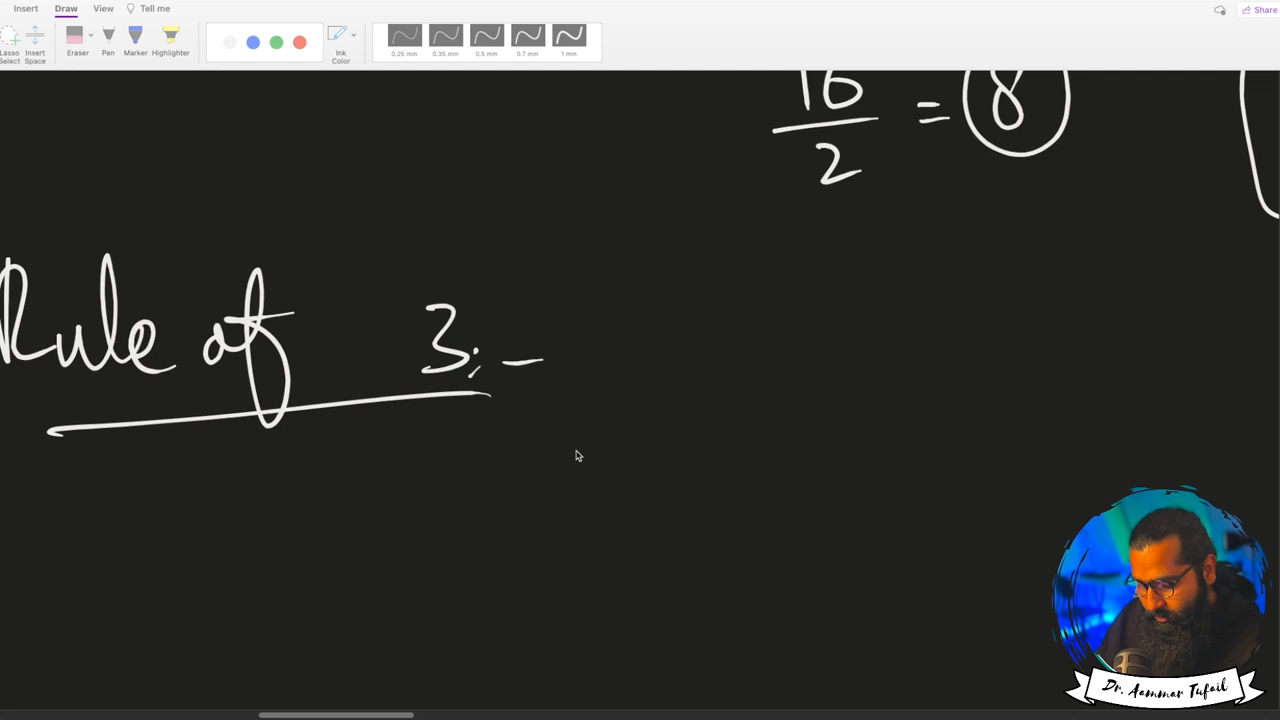 Insert Draw View Tell me
Share
Lasso Select
Insert Space
Eraser
Pen
Marker
Highlighter
Ink Color
0.25 mm
0.35 mm
0.5 mm
0.7 mm
1 mm
16
2
= 8
Rule of 3:-
Dr. Aammar Tufail